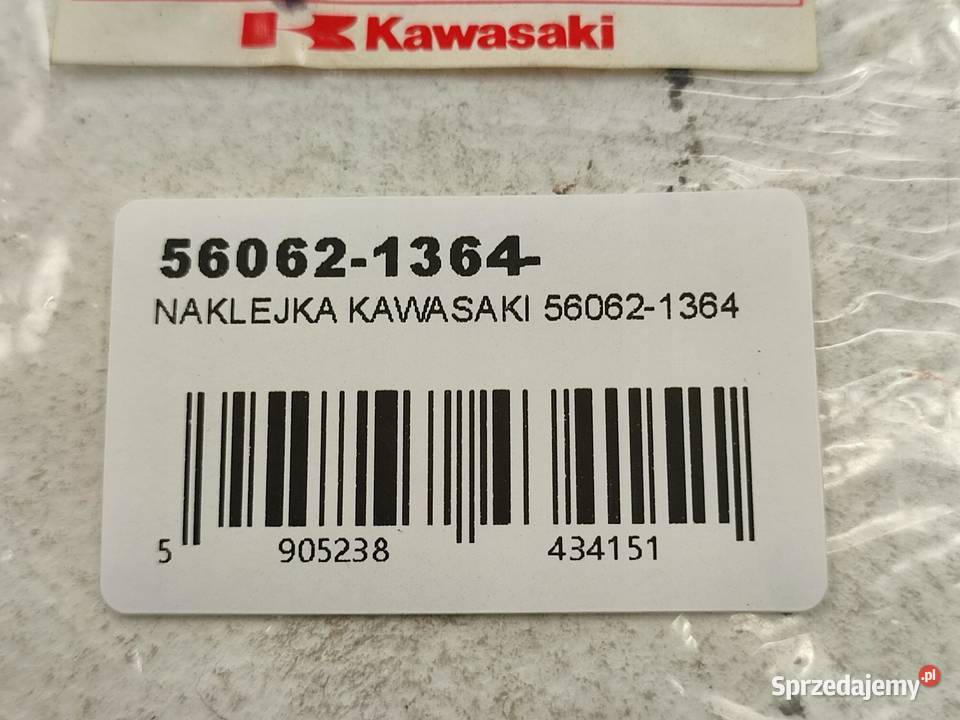 Kawasaki
56062-1364-
NAKLEJKA KAWASAKI 56062-1364
5 905238 434151
Sprzedajemy.pl